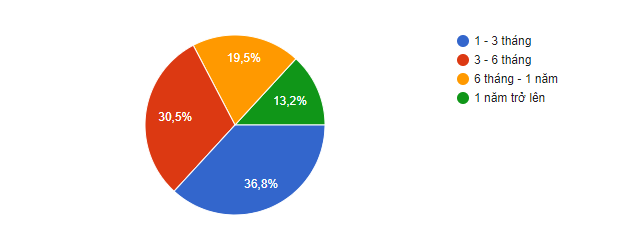 19,5%
13,2%
30,5%
36,8%
1 - 3 tháng
3 - 6 tháng
6 tháng - 1 năm
1 năm trở lên